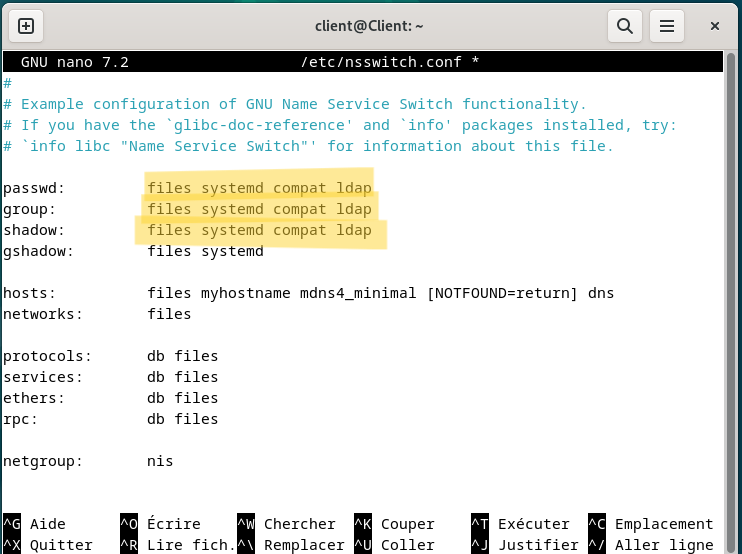 client@Client: ~
GNU nano 7.2 /etc/nsswitch.conf *
#
# Example configuration of GNU Name Service Switch functionality.
# If you have the `glibc-doc-reference' and `info' packages installed, try:
# `info libc "Name Service Switch"' for information about this file.
passwd: files systemd compat ldap
group: files systemd compat ldap
shadow: files systemd compat ldap
gshadow: files systemd
hosts: files myhostname mdns4_minimal [NOTFOUND=return] dns
networks: files
protocols: db files
services: db files
ethers: db files
rpc: db files
netgroup: nis
^G Aide ^O Écrire ^W Chercher ^K Couper ^T Exécuter ^C Emplacement
^X Quitter ^R Lire fich. ^\ Remplacer ^U Coller ^J Justifier ^/ Aller ligne